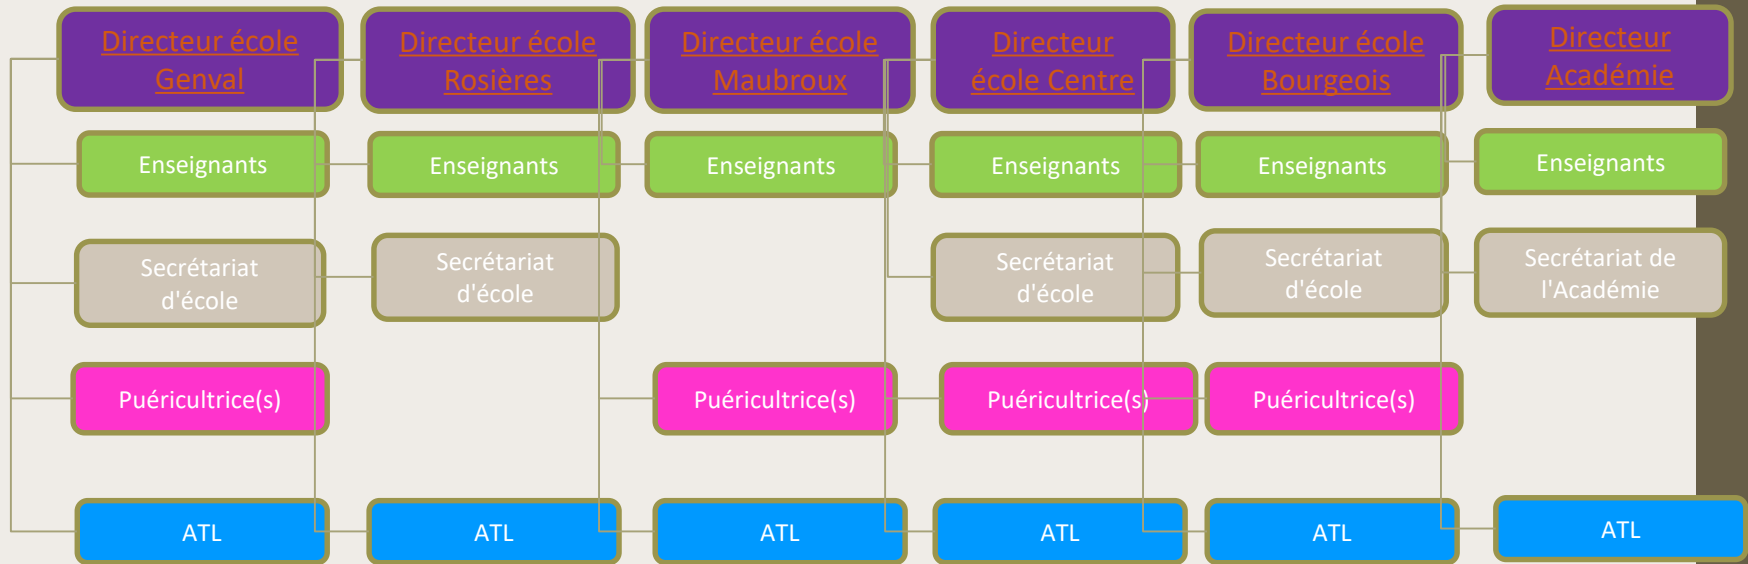 Directeur école
Genval
Directeur école
Rosières
Directeur école
Maubroux
Directeur
école Centre
Directeur école
Bourgeois
Directeur
Académie
Enseignants
Enseignants
Enseignants
Enseignants
Enseignants
Enseignants
Secrétariat
d'école
Secrétariat
d'école
Secrétariat
d'école
Secrétariat
d'école
Secrétariat de
l'Académie
Puéricultrice(s)
Puéricultrice(s)
Puéricultrice(s)
Puéricultrice(s)
ATL
ATL
ATL
ATL
ATL
ATL